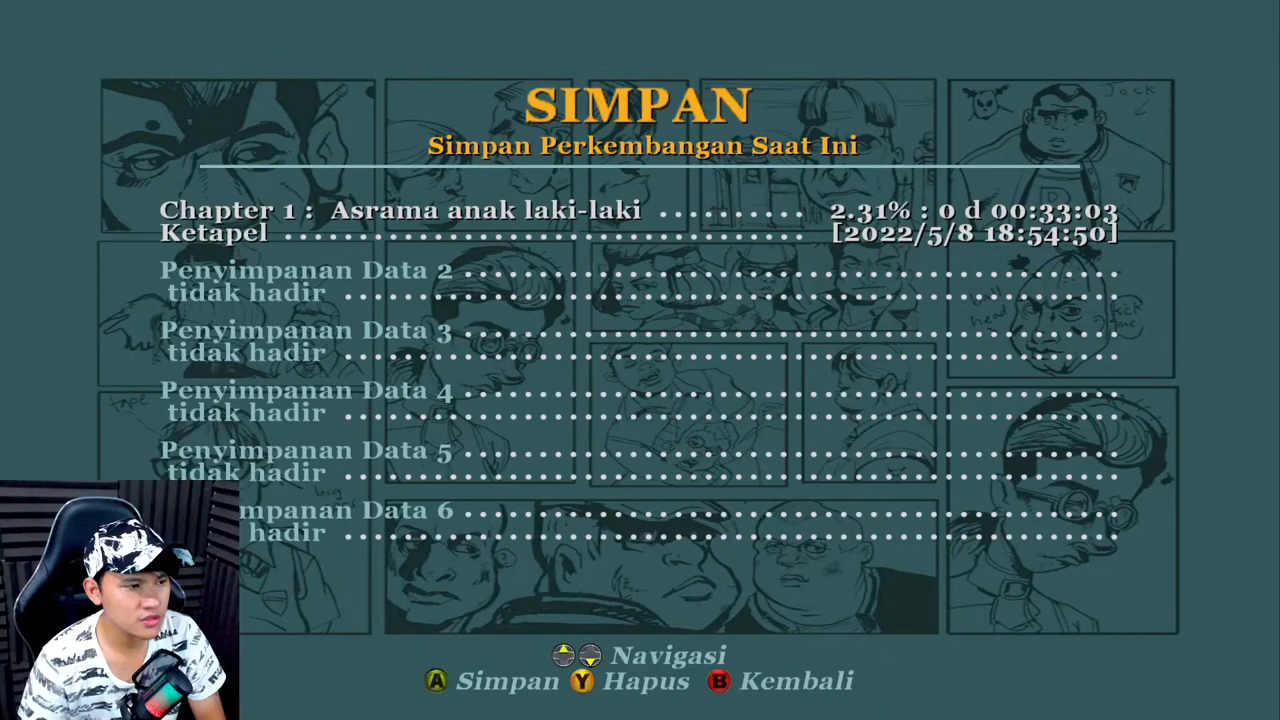 SIMPAN
Simpan Perkembangan Saat Ini
Chapter 1 : Asrama anak laki-laki .......... 2.31% : 0 d 00:33:03
Ketapel .................................... [2022/5/8 18:54:50]
Penyimpanan Data 2
tidak hadir
Penyimpanan Data 3
tidak hadir
Penyimpanan Data 4
tidak hadir
Penyimpanan Data 5
tidak hadir
mpanan Data 6
hadir
Navigasi
A Simpan Y Hapus B Kembali
Jock